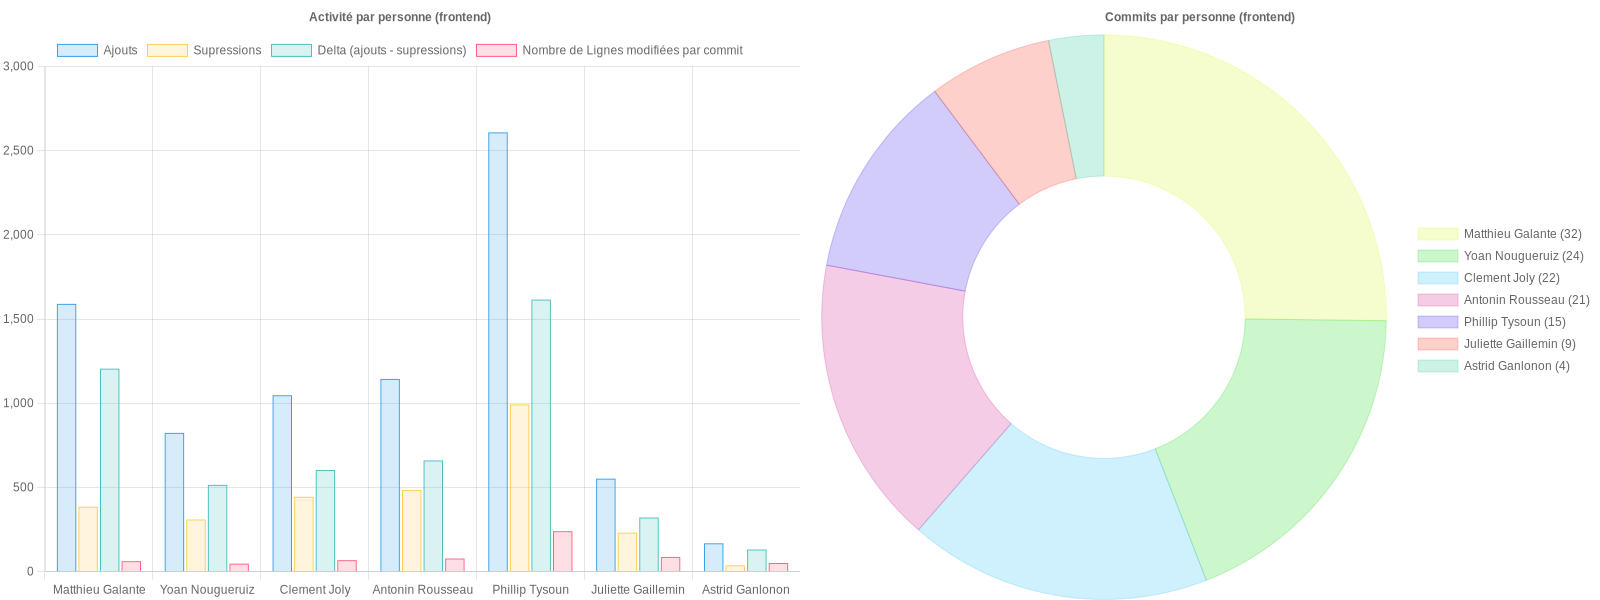 Activité par personne (frontend)
Ajouts
Supressions
Delta (ajouts - supressions)
Nombre de Lignes modifiées par commit
3,000
2,500
2,000
1,500
1,000
500
0
Matthieu Galante
Yoan Nougueruiz
Clement Joly
Antonin Rousseau
Phillip Tysoun
Juliette Gaillemin
Astrid Ganlonon
Commits par personne (frontend)
Matthieu Galante (32)
Yoan Nougueruiz (24)
Clement Joly (22)
Antonin Rousseau (21)
Phillip Tysoun (15)
Juliette Gaillemin (9)
Astrid Ganlonon (4)